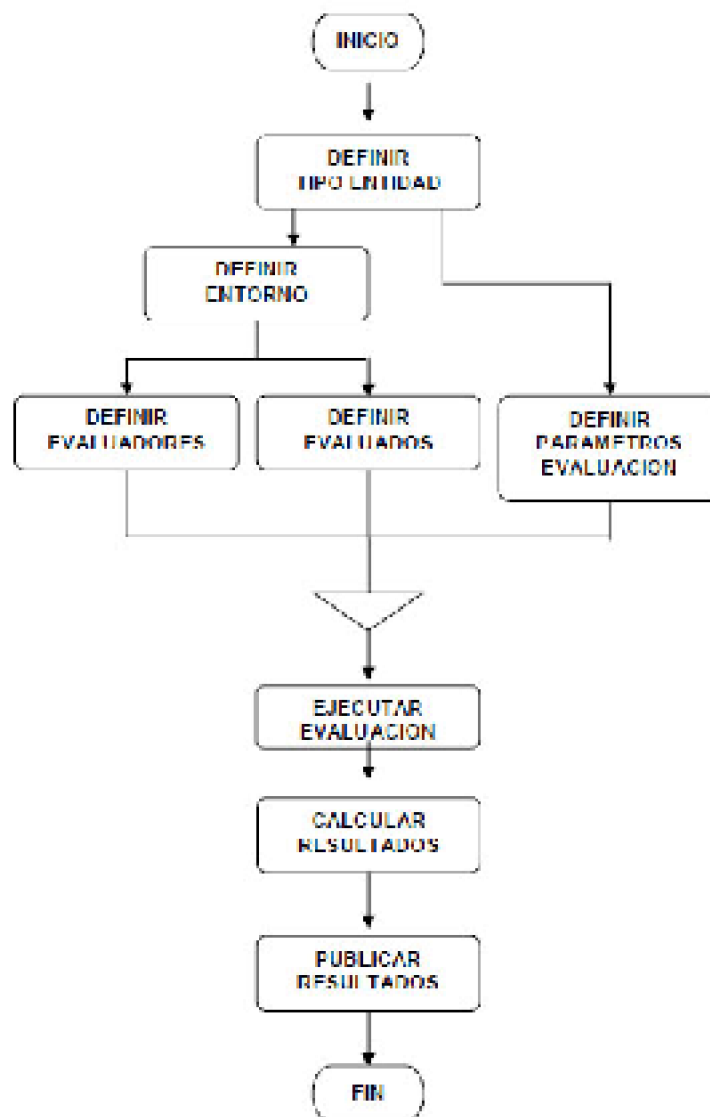 INICIO
DEFINIR
TIPO ENTIDAD
DEFINIR
ENTORNO
DEFINIR
EVALUADORES
DEFINIR
EVALUADOS
DEFINIR
PARAMETROS
EVALUACION
EJECUTAR
EVALUACION
CALCULAR
RESULTADOS
PUBLICAR
RESULTADOS
FIN